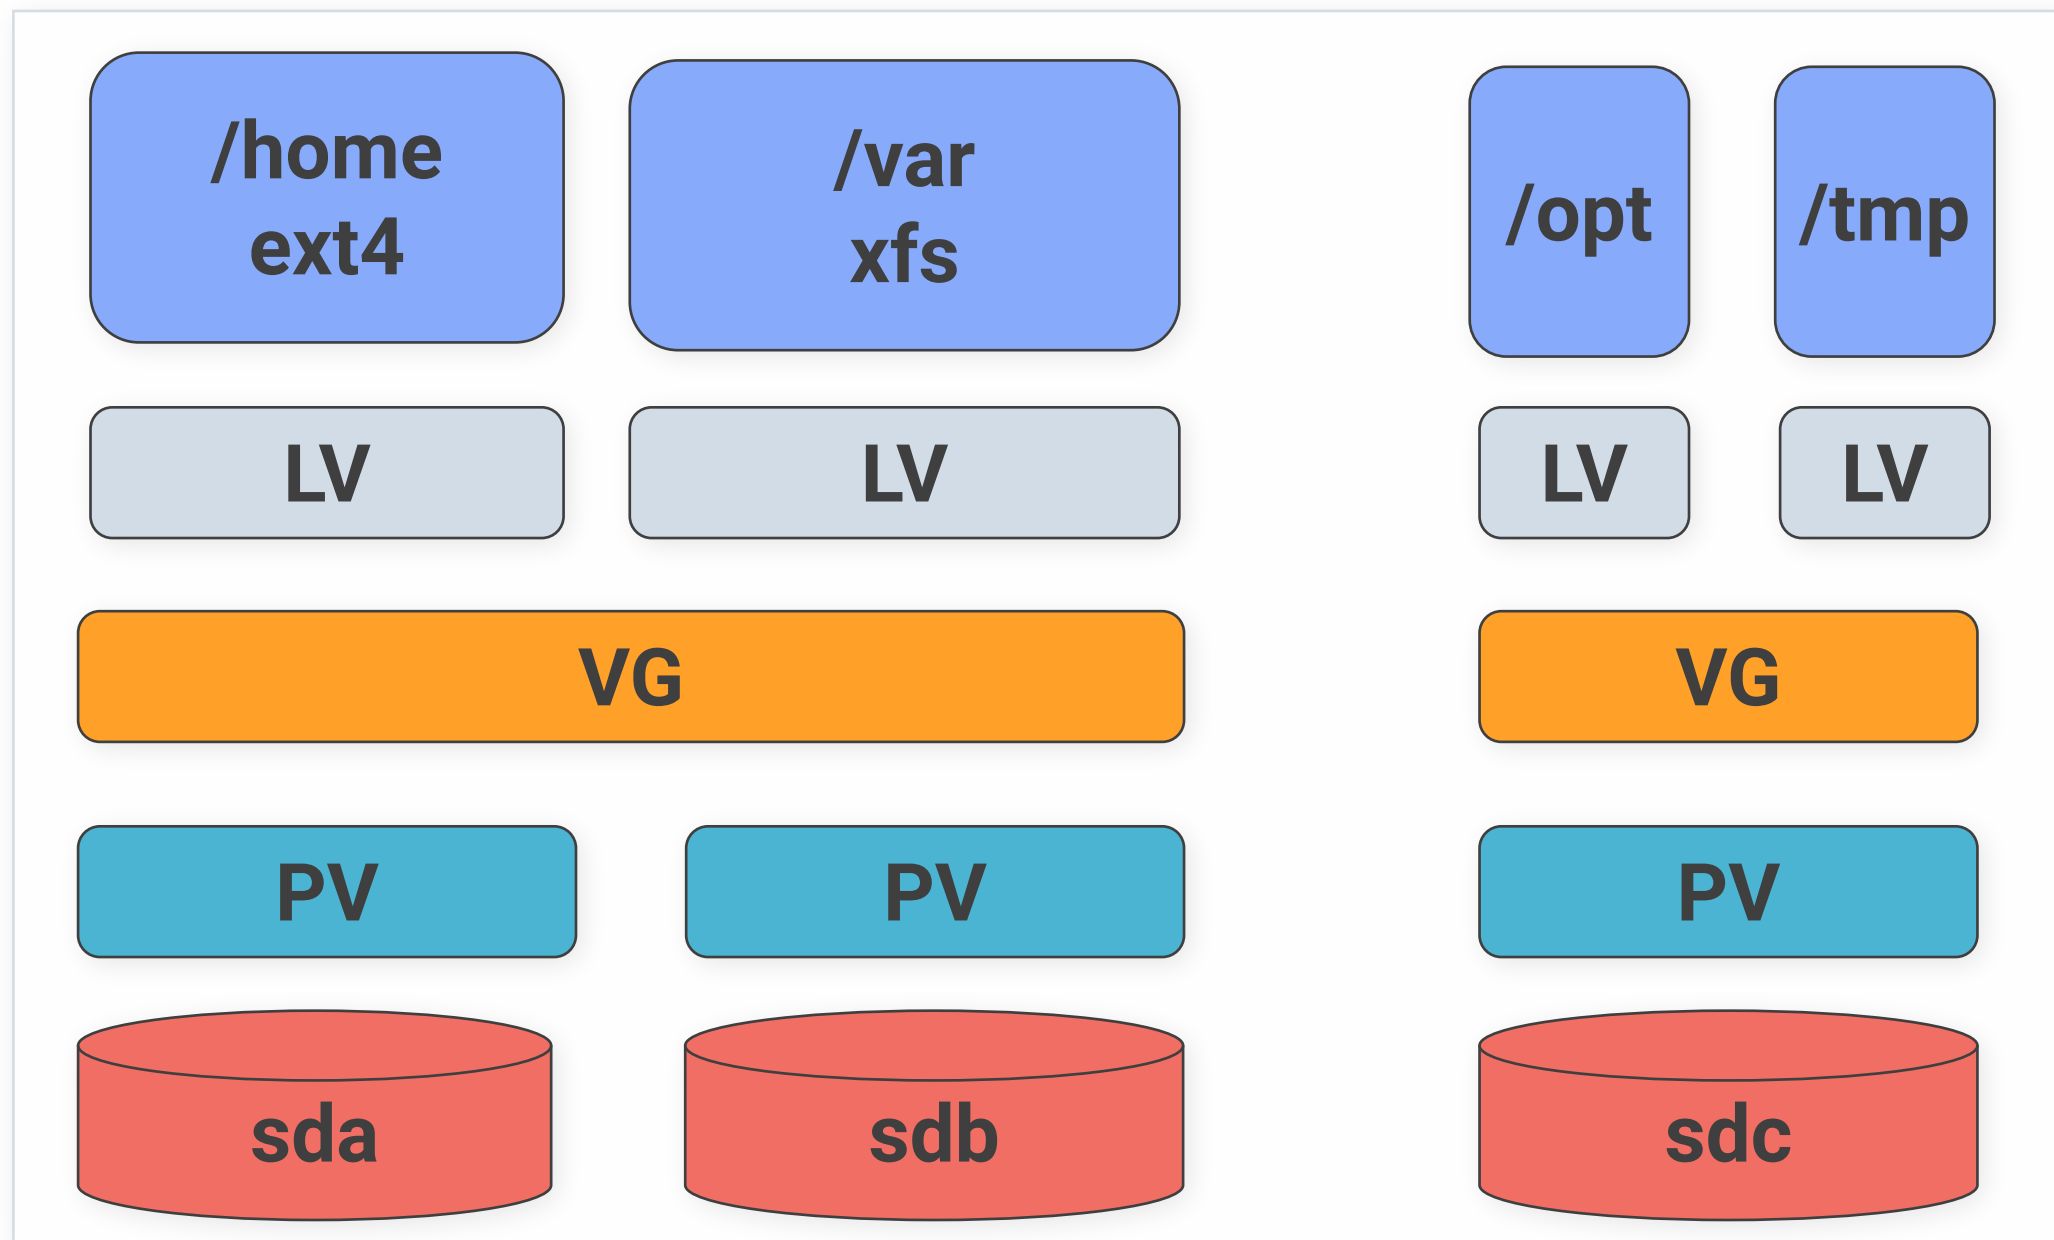 /home
ext4
/var
xfs
/opt
/tmp
LV
LV
LV
LV
VG
VG
PV
PV
PV
sda
sdb
sdc